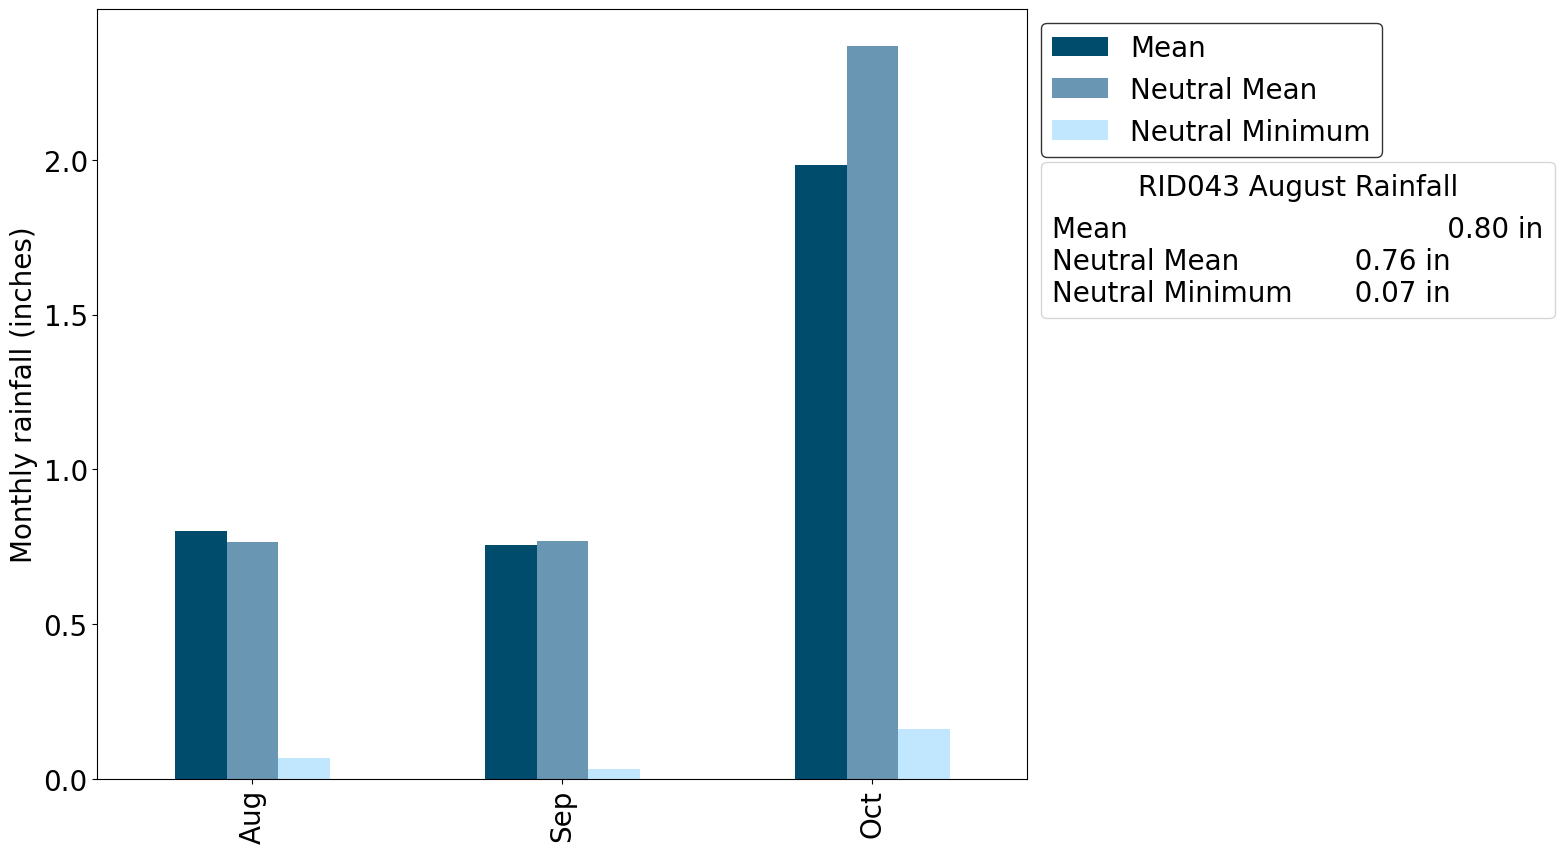 Mean
Neutral Mean
Neutral Minimum
RID043 August Rainfall
Mean 0.80 in
Neutral Mean 0.76 in
Neutral Minimum 0.07 in
Monthly rainfall (inches)
2.0
1.5
1.0
0.5
0.0
Aug
Sep
Oct